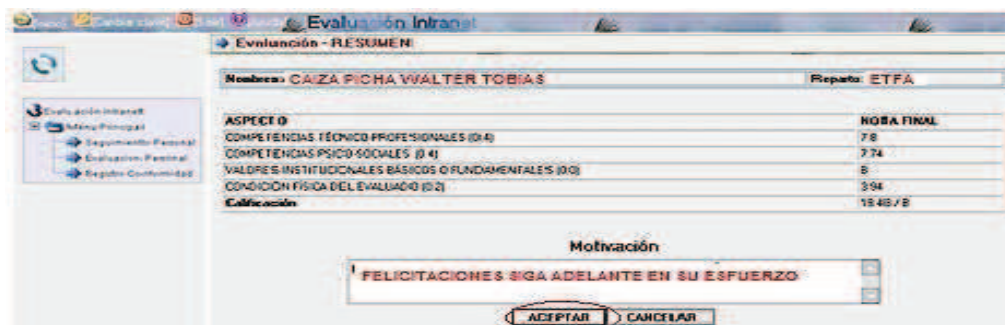 Evaluación Intranet
Evaluación - RESUMEN
Nombres: CAIZA PICHA WALTER TOBIAS Reparto: ETFA
Evaluación Intranet
Menu Principal
Seguimiento Personal
Evaluacion Personal
Registro Conformidad
ASPECTO NOTA FINAL
COMPETENCIAS TÉCNICO PROFESIONALES (0.4) 7.8
COMPETENCIAS PSICO-SOCIALES (0.4) 7.74
VALORES INSTITUCIONALES BÁSICOS O FUNDAMENTALES (0.0) 8
CONDICIÓN FÍSICA DEL EVALUADO (0.2) 3.94
Calificación
Motivación
FELICITACIONES SIGA ADELANTE EN SU ESFUERZO
ACEPTAR CANCELAR